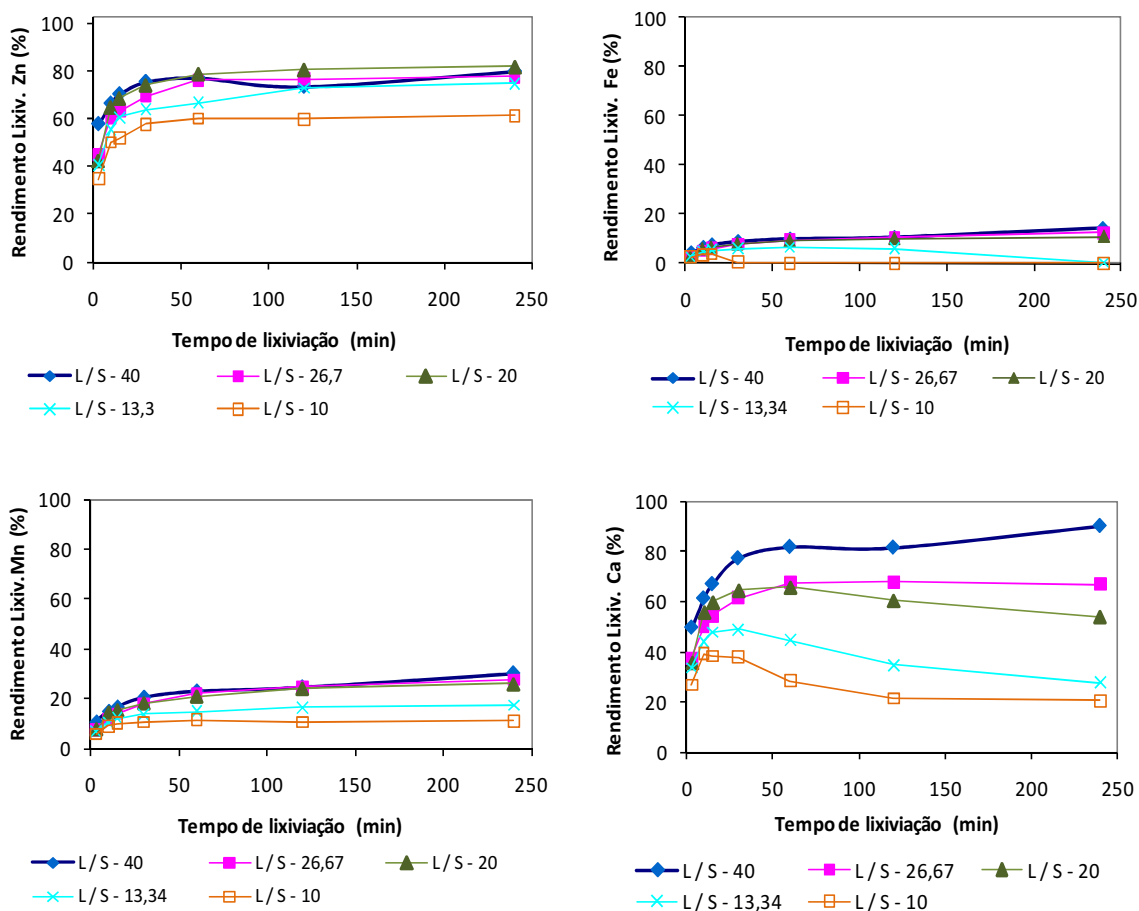 Rendimento Lixiv. Zn (%)
100
80
60
40
20
0
0 50 100 150 200 250
Tempo de lixiviação (min)
L / S - 40 L / S - 26,7 L / S - 20
L / S - 13,3 L / S - 10
Rendimento Lixiv. Fe (%)
100
80
60
40
20
0
0 50 100 150 200 250
Tempo de lixiviação (min)
L / S - 40 L / S - 26,67 L / S - 20
L / S - 13,34 L / S - 10
Rendimento Lixiv.Mn (%)
100
80
60
40
20
0
0 50 100 150 200 250
Tempo de lixiviação (min)
L / S - 40 L / S - 26,67 L / S - 20
L / S - 13,34 L / S - 10
Rendimento Lixiv. Ca (%)
100
80
60
40
20
0
0 50 100 150 200 250
Tempo de lixiviação (min)
L / S - 40 L / S - 26,67 L / S - 20
L / S - 13,34 L / S - 10